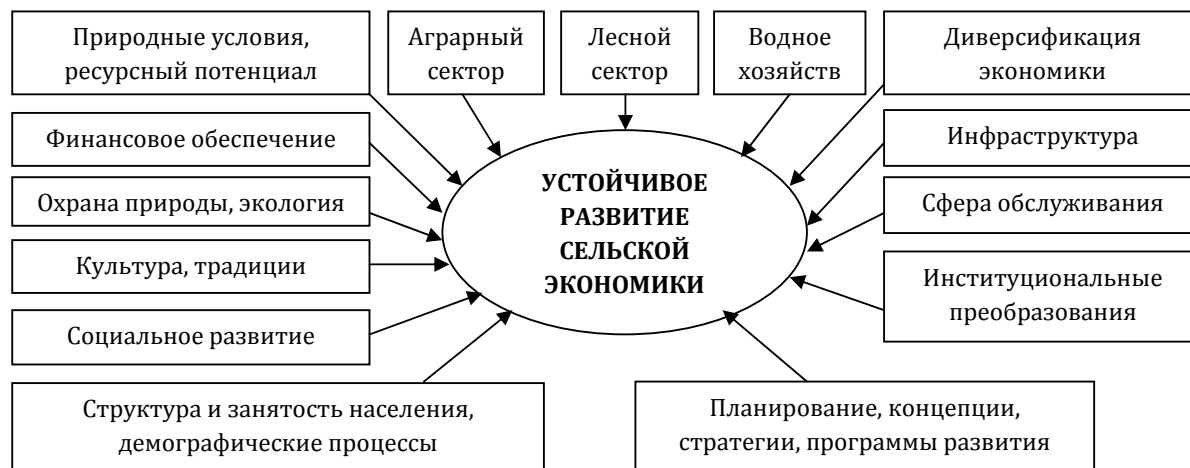 Природные условия,
ресурсный потенциал
Аграрный
сектор
Лесной
сектор
Водное
хозяйств
Диверсификация
экономики
Финансовое обеспечение
Инфраструктура
Охрана природы, экология
Сфера обслуживания
Культура, традиции
Институциональные
преобразования
Социальное развитие
УСТОЙЧИВОЕ
РАЗВИТИЕ
СЕЛЬСКОЙ
ЭКОНОМИКИ
Структура и занятость населения,
демографические процессы
Планирование, концепции,
стратегии, программы развития